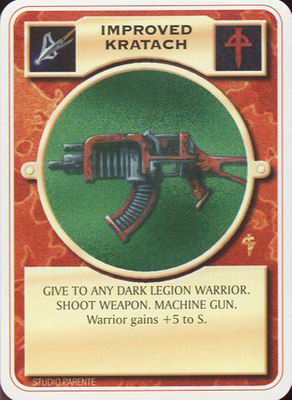 IMPROVED
KRATACH
GIVE TO ANY DARK LEGION WARRIOR.
SHOOT WEAPON. MACHINE GUN.
Warrior gains +5 to S.
STUDIO PARENTE